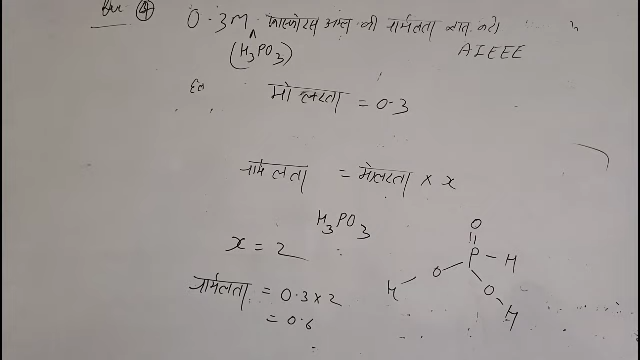 0.3M फास्फोरस अम्ल की नार्मलता ज्ञात करो
(H3PO3) AIEEE
मोलरता = 0.3
नार्मलता = मोलरता × x
H3PO3
x = 2
नार्मलता = 0.3×2
= 0.6
O
||
P - H
O
H
O
H